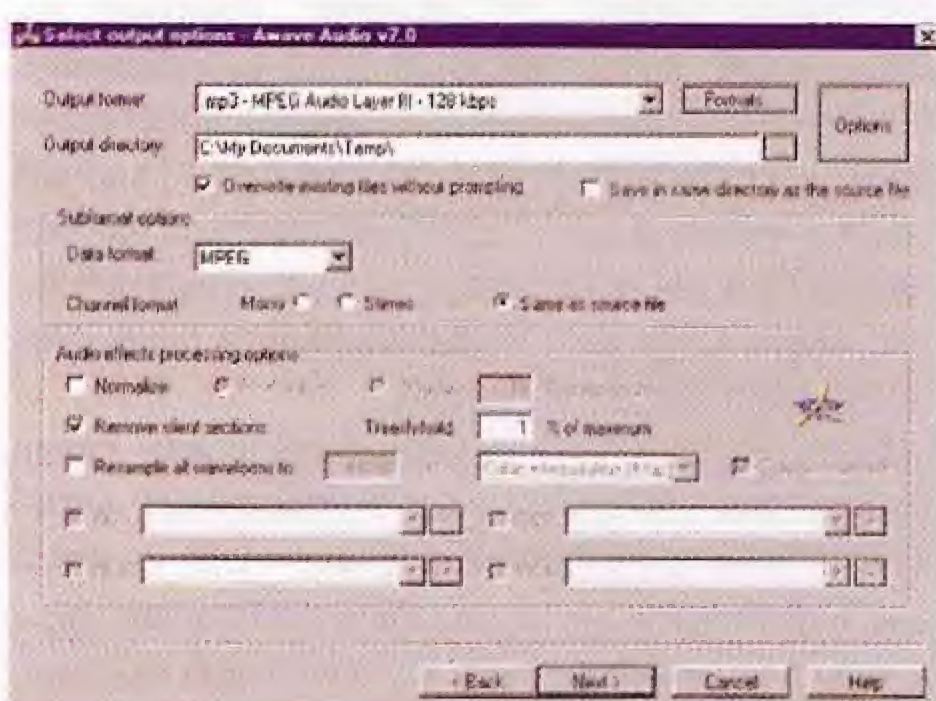 Select output options - Awave Audio v7.0
Output format mp3 - MPEG Audio Layer III - 128 kbps Formats Options
Output directory C:\My Documents\Temp\
Overwrite existing files without prompting Save in same directory as the source file
Subformat options
Data format MPEG
Channel format Mono Stereo Same as source file
Audio effects processing options
Normalize
Remove silent sections Threshold 1 % of maximum
Resample all waveforms to
< Back Next > Cancel Help